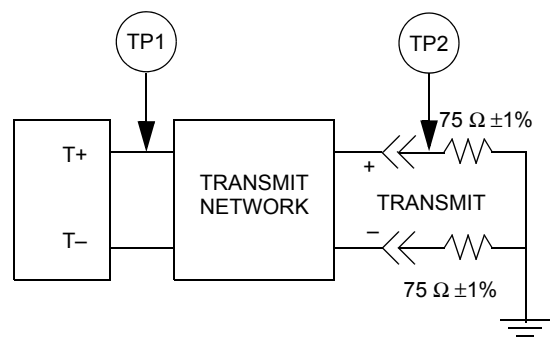 TP1
TP2
75 Ω ±1%
T+
+
TRANSMIT
NETWORK
TRANSMIT
T–
–
75 Ω ±1%